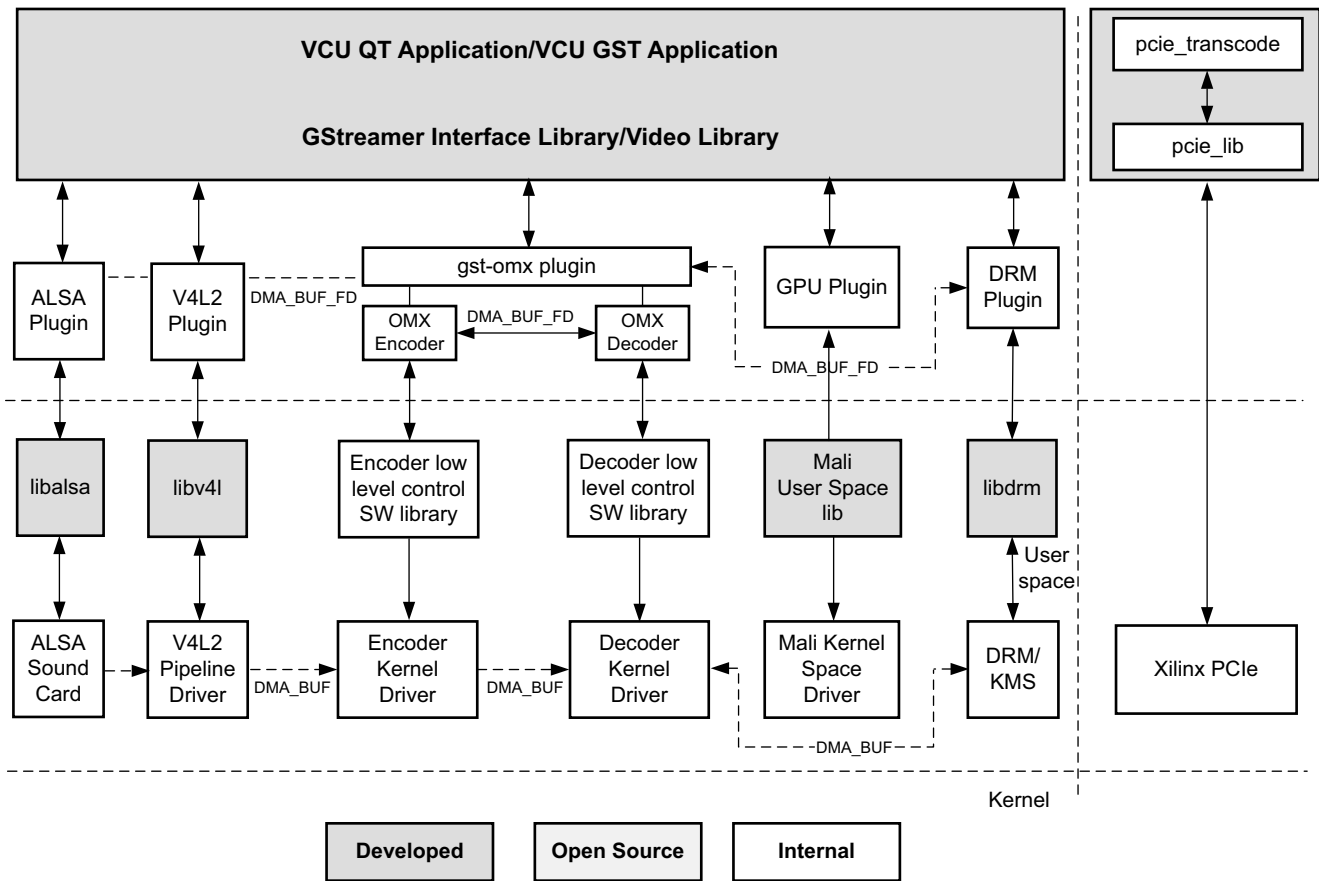 VCU QT Application/VCU GST Application
GStreamer Interface Library/Video Library
pcie_transcode
pcie_lib
ALSA
Plugin
V4L2
Plugin
DMA_BUF_FD
gst-omx plugin
OMX
Encoder
DMA_BUF_FD
OMX
Decoder
GPU Plugin
DMA_BUF_FD
DRM
Plugin
libalsa
libv4l
Encoder low
level control
SW library
Decoder low
level control
SW library
Mali
User Space
lib
libdrm
User
space
ALSA
Sound
Card
V4L2
Pipeline
Driver
DMA_BUF
Encoder
Kernel
Driver
DMA_BUF
Decoder
Kernel
Driver
Mali Kernel
Space
Driver
DMA_BUF
DRM/
KMS
Xilinx PCIe
Kernel
Developed
Open Source
Internal